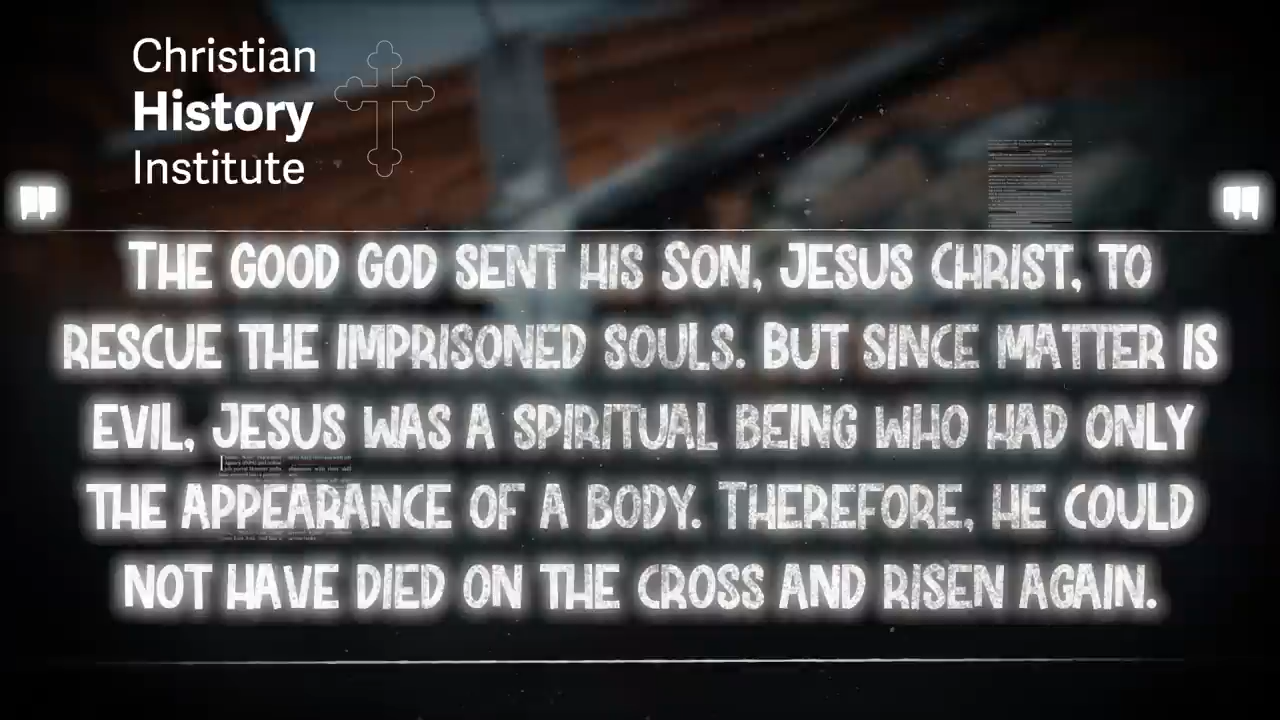 Christian
History
Institute
"
"
THE GOOD GOD SENT HIS SON, JESUS CHRIST, TO
RESCUE THE IMPRISONED SOULS. BUT SINCE MATTER IS
EVIL, JESUS WAS A SPIRITUAL BEING WHO HAD ONLY
THE APPEARANCE OF A BODY. THEREFORE, HE COULD
NOT HAVE DIED ON THE CROSS AND RISEN AGAIN.